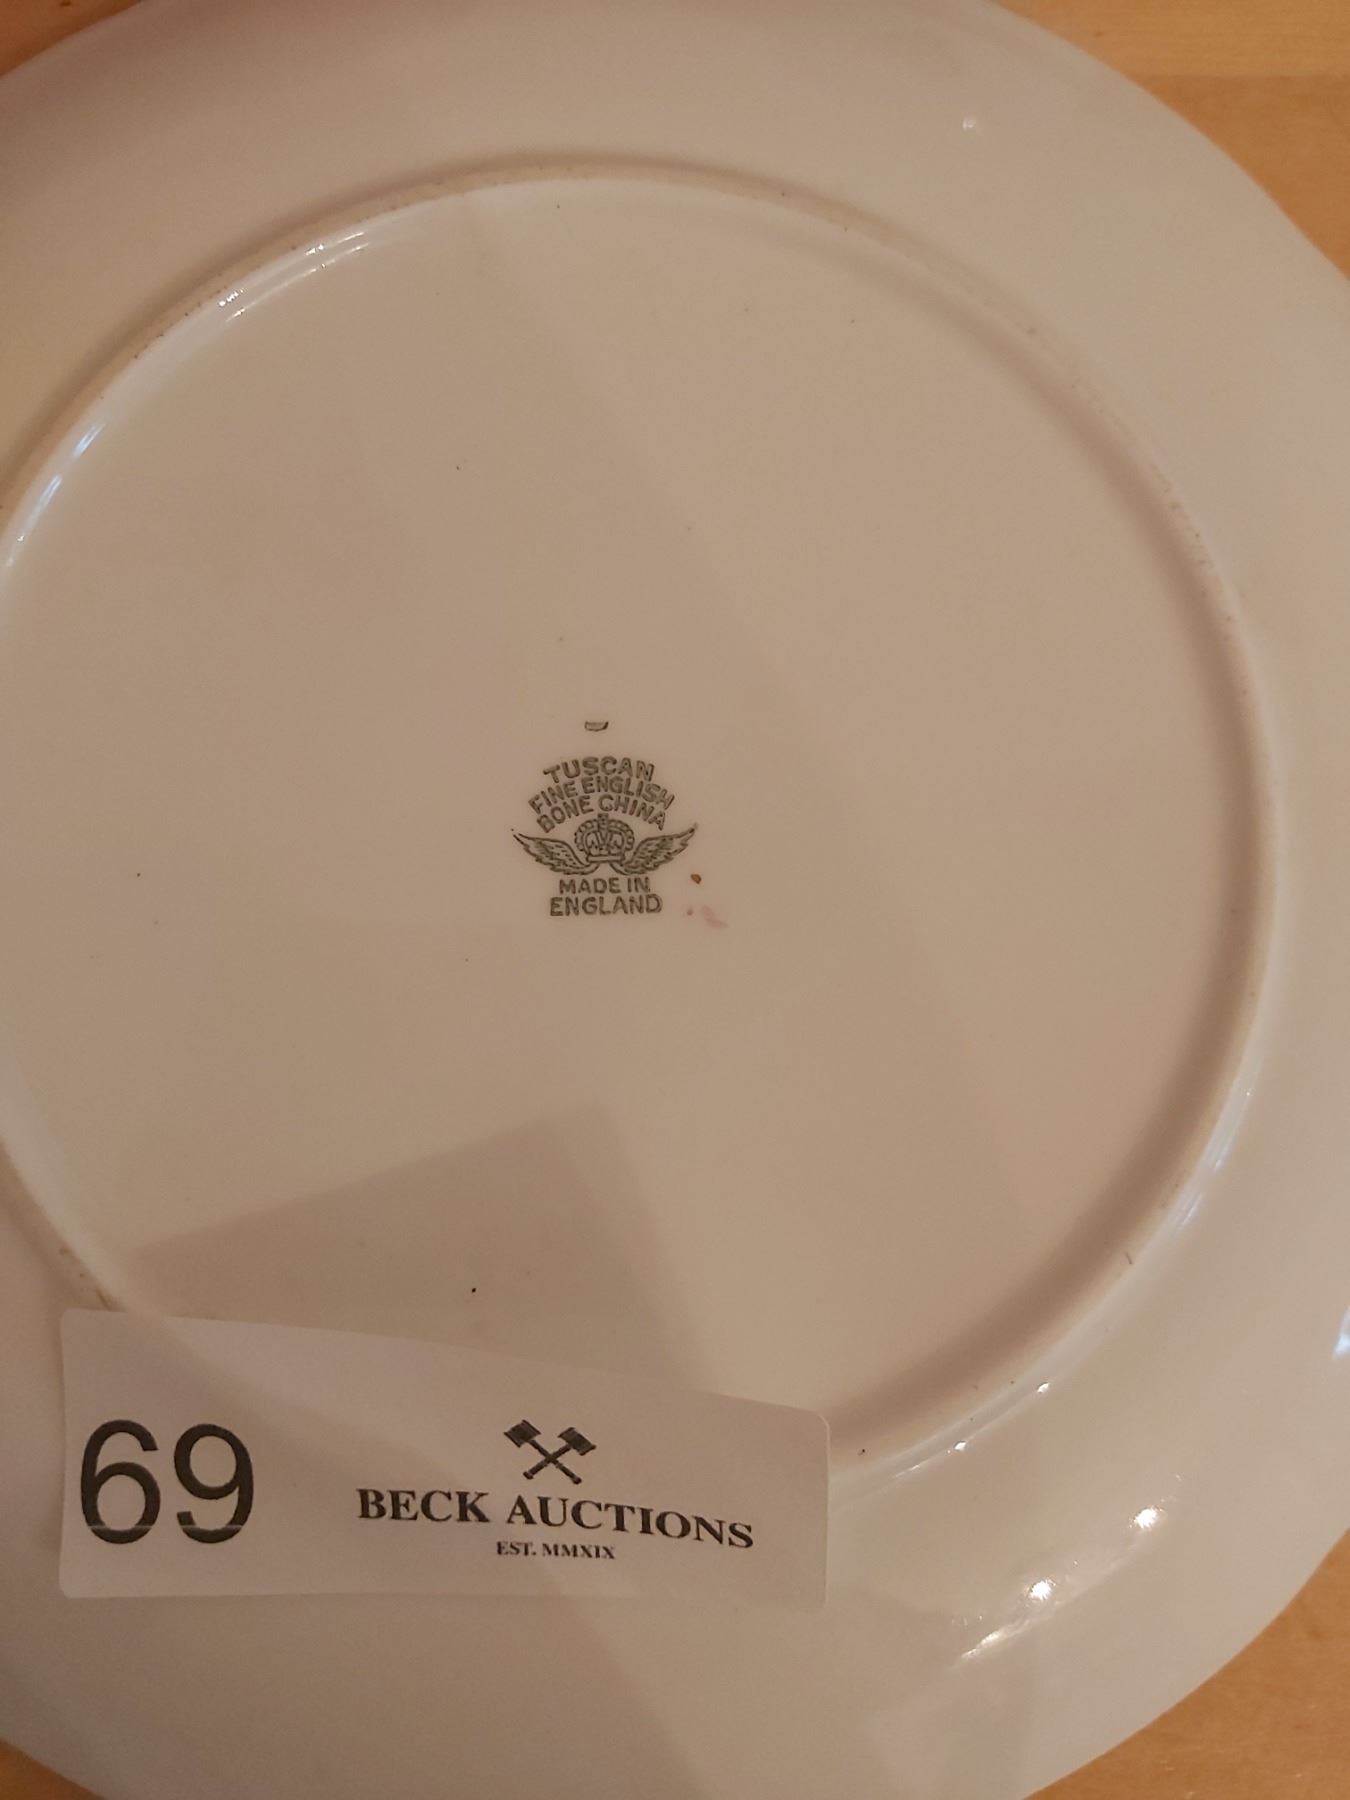 TUSCAN
FINE ENGLISH
BONE CHINA
MADE IN
ENGLAND
69
BECK AUCTIONS
EST. MMXIX